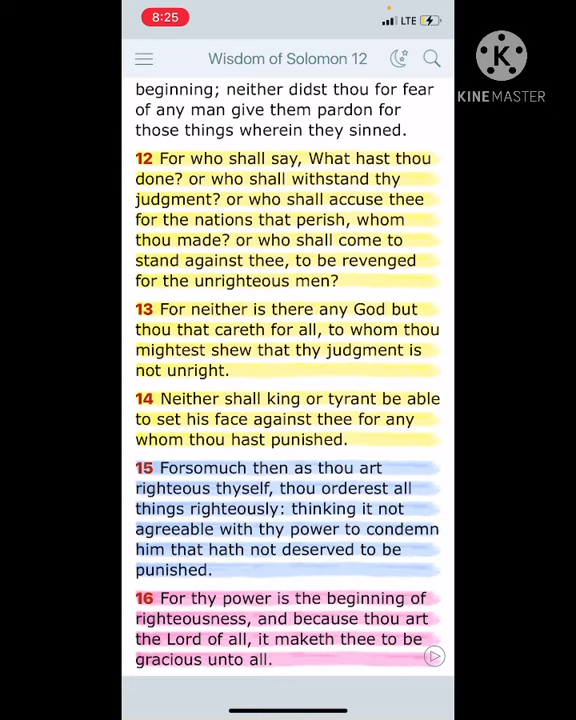 8:25
LTE
Wisdom of Solomon 12
K
KINEMASTER
beginning; neither didst thou for fear
of any man give them pardon for
those things wherein they sinned.
12 For who shall say, What hast thou
done? or who shall withstand thy
judgment? or who shall accuse thee
for the nations that perish, whom
thou made? or who shall come to
stand against thee, to be revenged
for the unrighteous men?
13 For neither is there any God but
thou that careth for all, to whom thou
mightest shew that thy judgment is
not unright.
14 Neither shall king or tyrant be able
to set his face against thee for any
whom thou hast punished.
15 Forsomuch then as thou art
righteous thyself, thou orderest all
things righteously: thinking it not
agreeable with thy power to condemn
him that hath not deserved to be
punished.
16 For thy power is the beginning of
righteousness, and because thou art
the Lord of all, it maketh thee to be
gracious unto all.